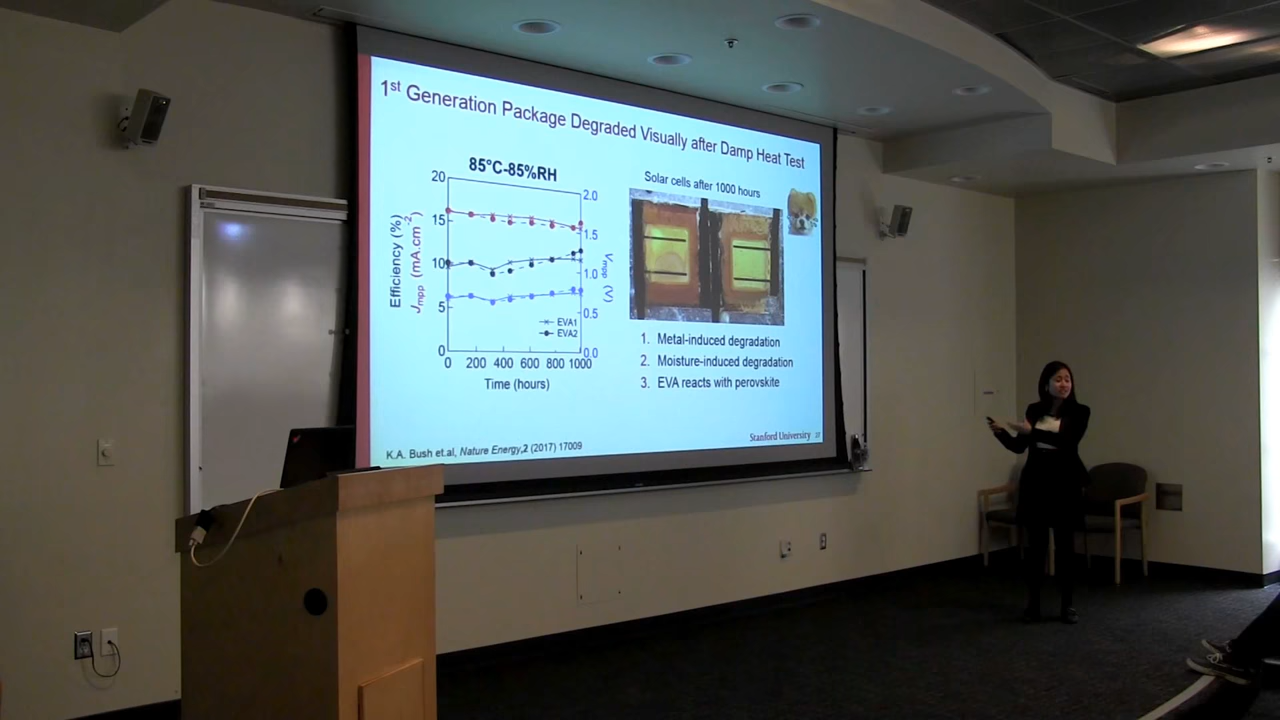 1st Generation Package Degraded Visually after Damp Heat Test
85°C-85%RH
Solar cells after 1000 hours
20
15
10
5
0
Efficiency (%)
Jmpp (mA.cm-2)
2.0
1.5
1.0
0.5
0.0
Vmpp (V)
EVA1
EVA2
0 200 400 600 800 1000
Time (hours)
1. Metal-induced degradation
2. Moisture-induced degradation
3. EVA reacts with perovskite
K.A. Bush et.al, Nature Energy,2 (2017) 17009
Stanford University